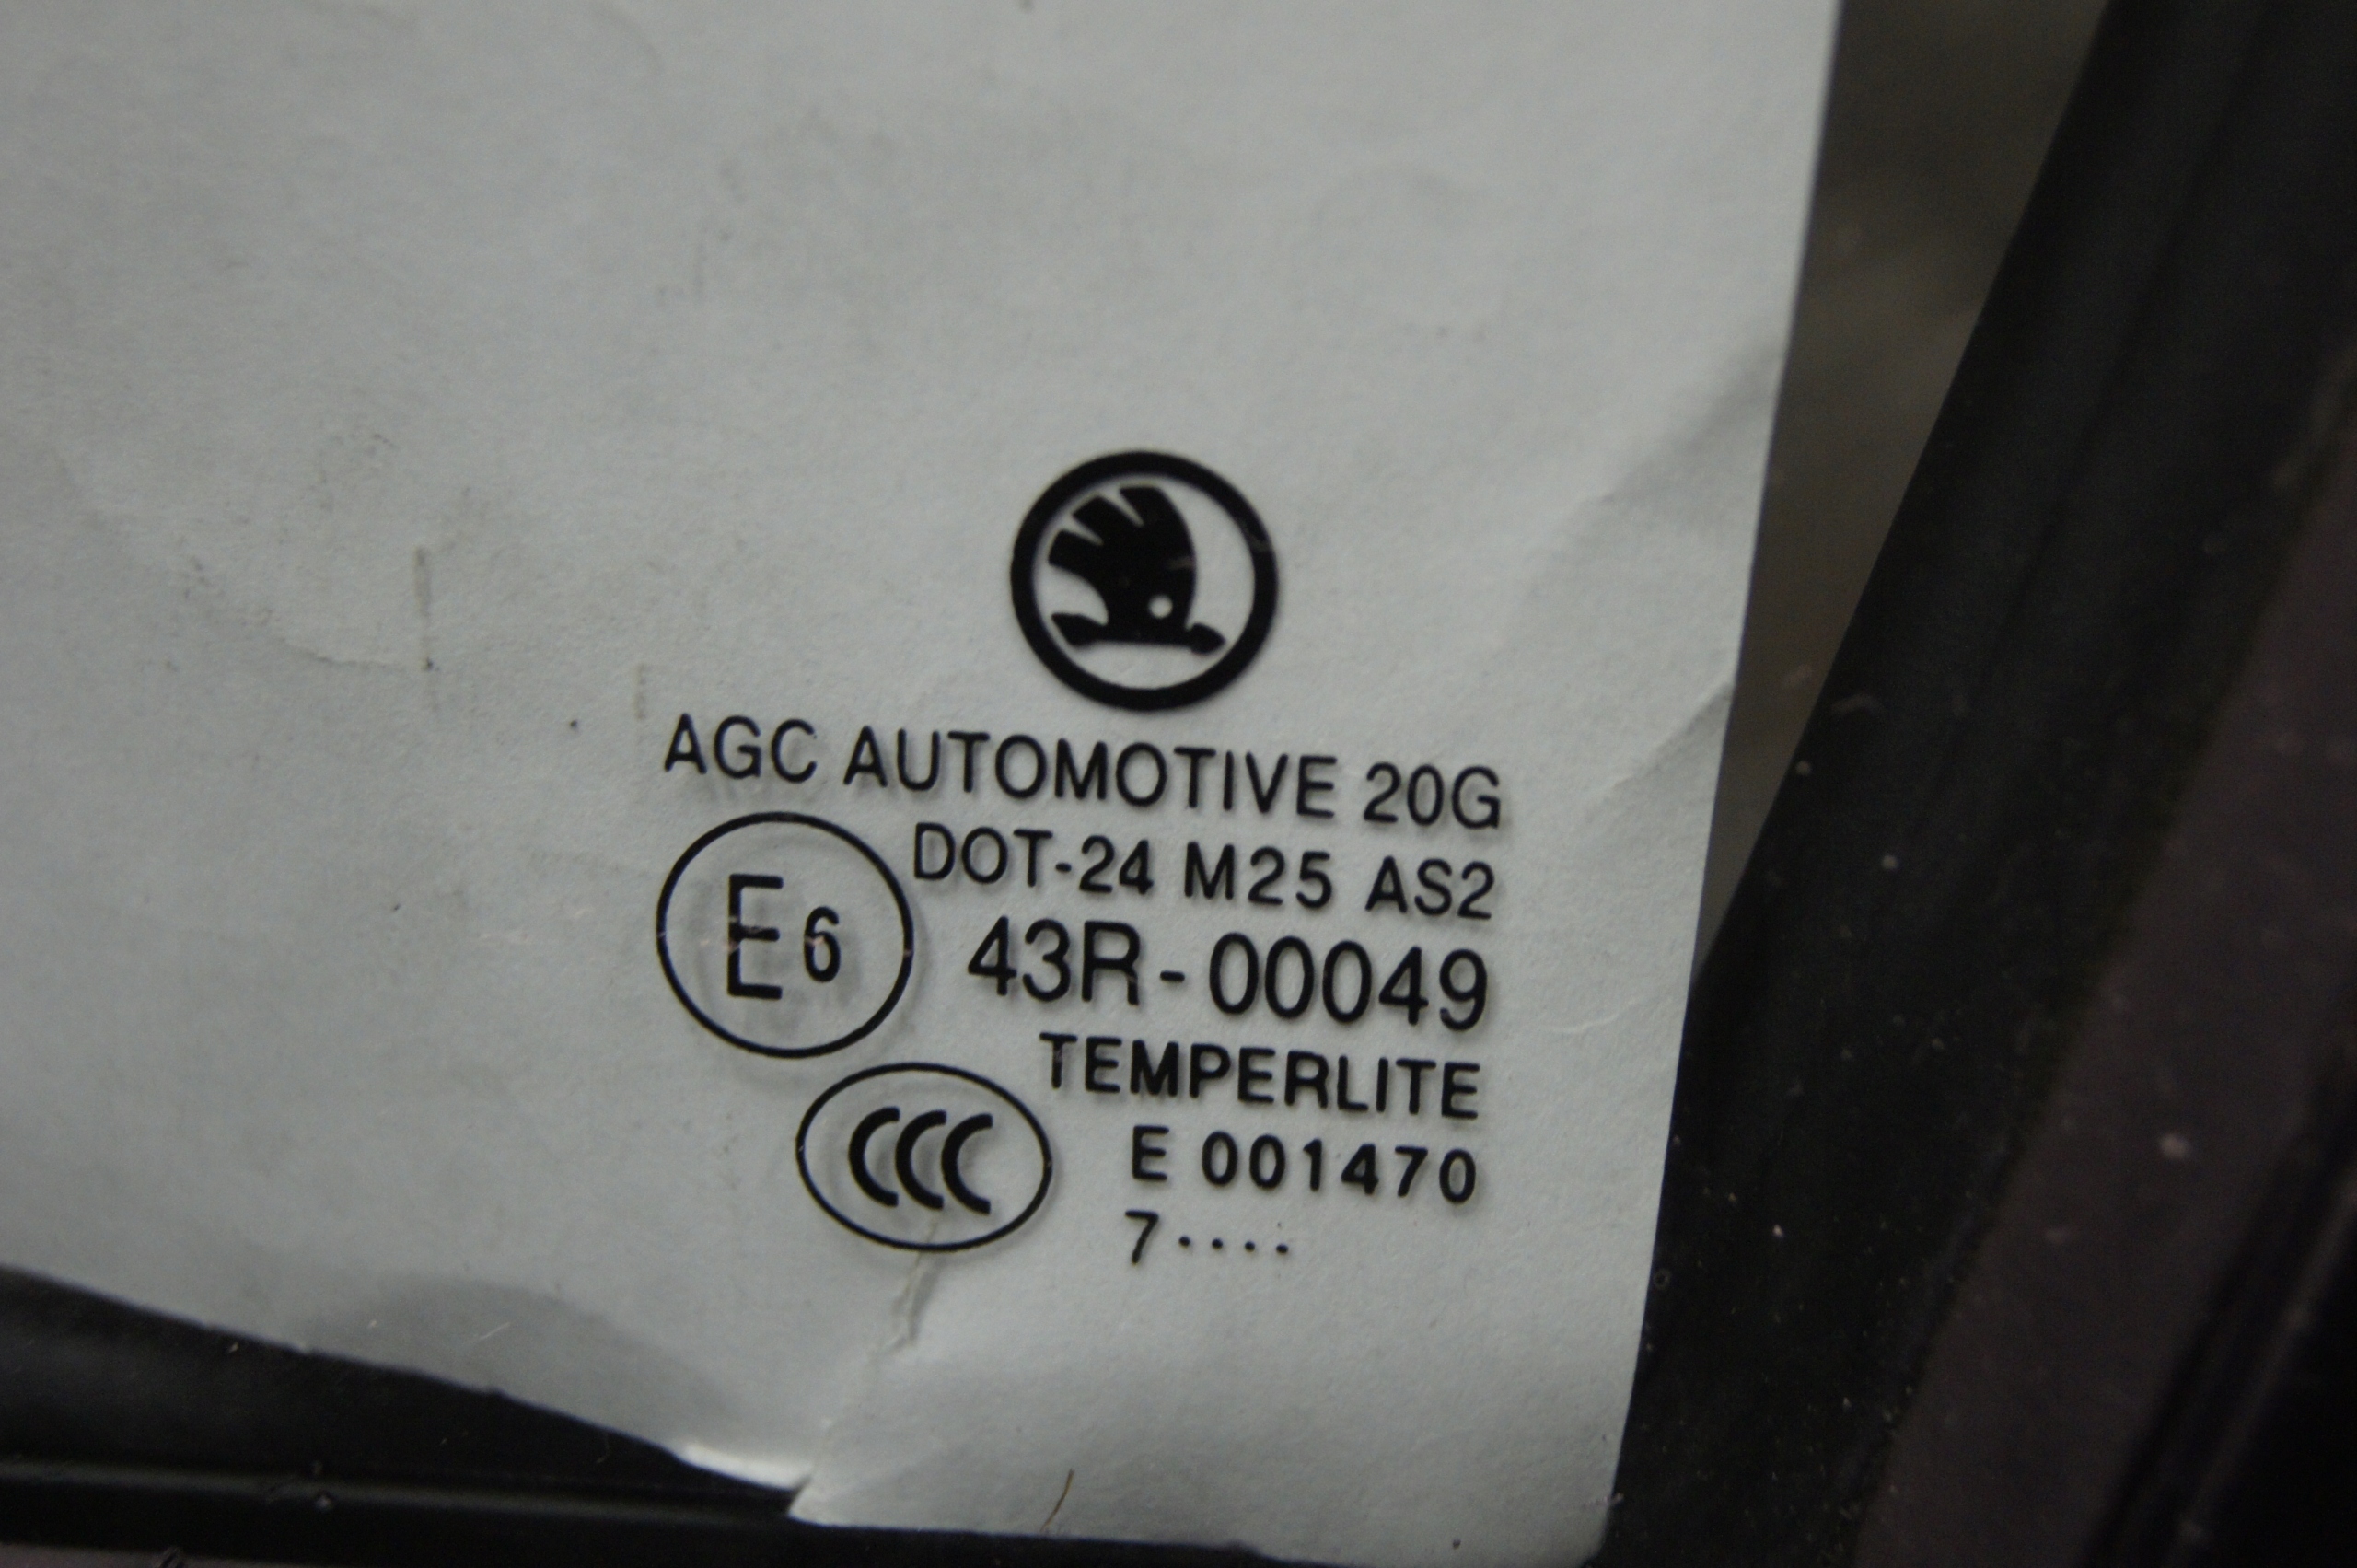 AGC AUTOMOTIVE 20G
DOT-24 M25 AS2
E6 43R-00049
TEMPERLITE
CCC E 001470
7····